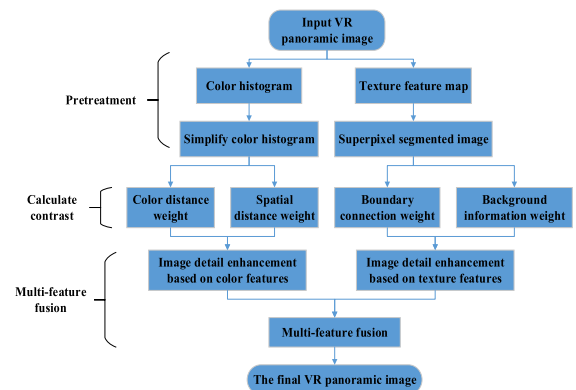 Input VR
panoramic image
Pretreatment
Color histogram
Texture feature map
Simplify color histogram
Superpixel segmented image
Calculate
contrast
Color distance
weight
Spatial
distance weight
Boundary
connection weight
Background
information weight
Multi-feature
fusion
Image detail enhancement
based on color features
Image detail enhancement
based on texture features
Multi-feature fusion
The final VR panoramic image